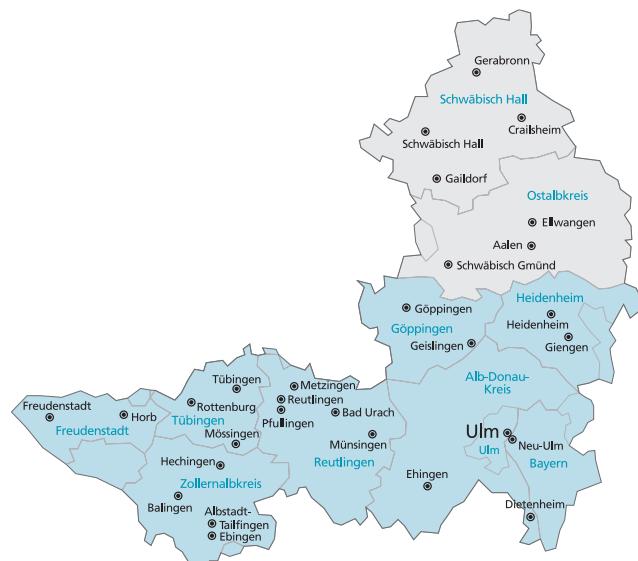 Gerabronn
Schwäbisch Hall
Crailsheim
Schwäbisch Hall
Gaildorf
Ostalbkreis
Ellwangen
Aalen
Schwäbisch Gmünd
Heidenheim
Göppingen
Heidenheim
Göppingen
Giengen
Geislingen
Alb-Donau-
Kreis
Tübingen
Metzingen
Reutlingen
Freudenstadt
Rottenburg
Bad Urach
Horb
Pfullingen
Tübingen
Freudenstadt
Mössingen
Münsingen
Ulm
Neu-Ulm
Ulm
Bayern
Hechingen
Reutlingen
Zollernalbkreis
Ehingen
Balingen
Albstadt-
Tailfingen
Ebingen
Dietenheim